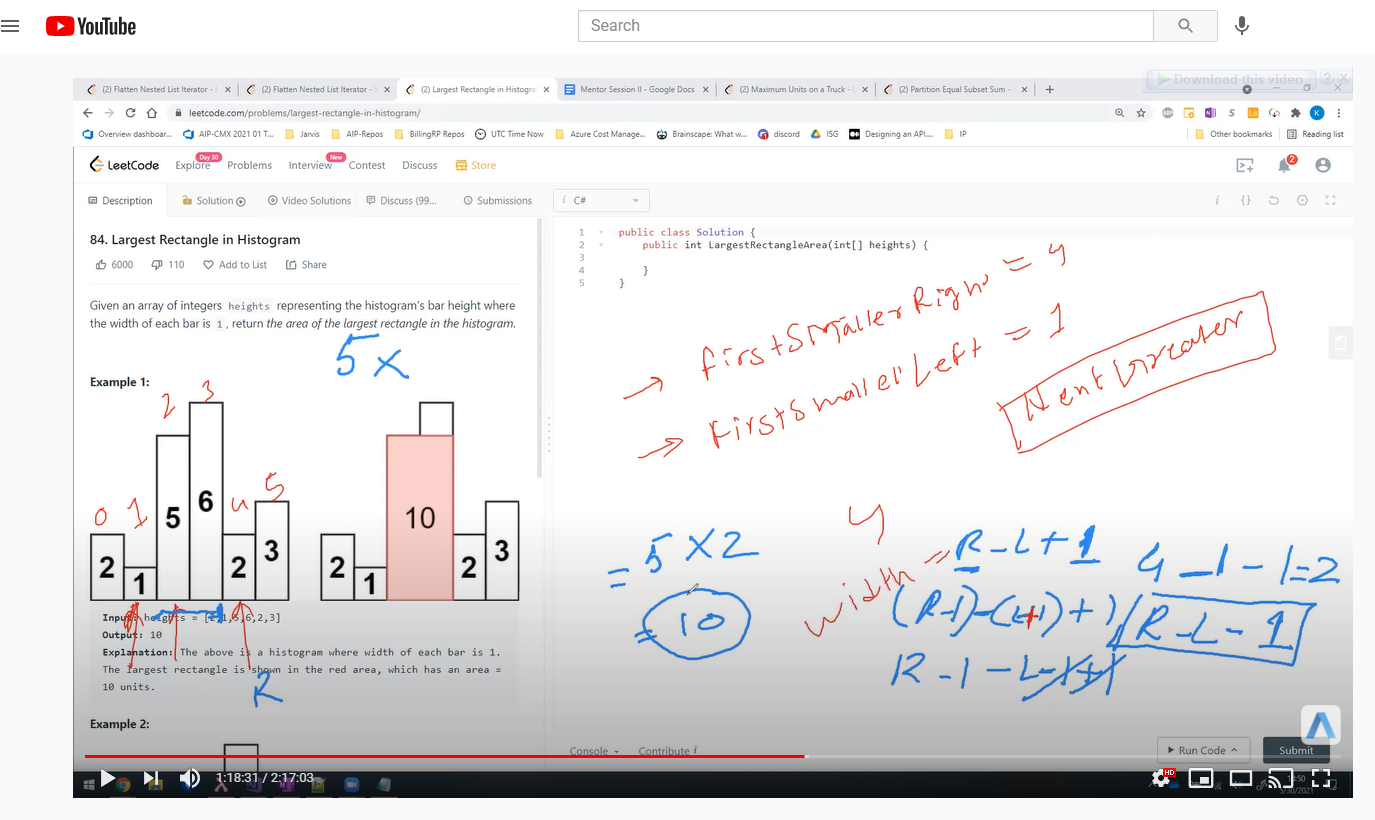 YouTube
Search
Download this video ? X
(2) Flatten Nested List Iterator - L
(2) Flatten Nested List Iterator -
(2) Largest Rectangle in Histogra
Mentor Session II - Google Docs
(2) Maximum Units on a Truck -
(2) Partition Equal Subset Sum -
leetcode.com/problems/largest-rectangle-in-histogram/
K
Overview dashboar...
AIP-CMX 2021 01 T...
Jarvis
AIP-Repos
BillingRP Repos
UTC Time Now
Azure Cost Manage...
Brainscape: What w...
discord
ISG
Designing an API....
IP
Other bookmarks
Reading list
LeetCode
Explore
Day 30
Problems
Interview
New
Contest
Discuss
Store
2
Description
Solution
Video Solutions
Discuss (99...
Submissions
i C#
84. Largest Rectangle in Histogram
6000 110 Add to List Share
Given an array of integers heights representing the histogram's bar height where
the width of each bar is 1, return the area of the largest rectangle in the histogram.
5 x
Example 1:
0 1 2 3 4 5
2 1 5 6 2 3
2 1 10 2 3
Input: heights = [2,1,5,6,2,3]
Output: 10
Explanation: The above is a histogram where width of each bar is 1.
The largest rectangle is shown in the red area, which has an area =
10 units.
R
Example 2:
1 public class Solution {
2 public int LargestRectangleArea(int[] heights) {
3
4 }
5 }
→ firstSmallerRight = 4
→ firstSmallerLeft = 1
Next Greater
4
= 5 X 2
= 10
width = R - L + 1
(R-1)-(L+1)+1
R -1 - L -1+1
4 - 1 - 1 = 2
R - L - 1
Console
Contribute i
Run Code
Submit
1:18:31 / 2:17:03
HD
5/30/2021